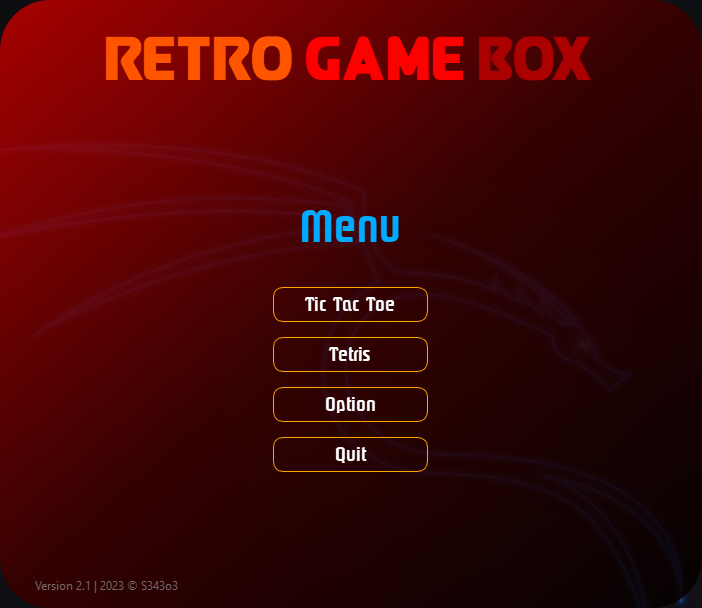 RETRO GAME BOX
Menu
Tic Tac Toe
Tetris
Option
Quit
Version 2.1 | 2023 © S343o3